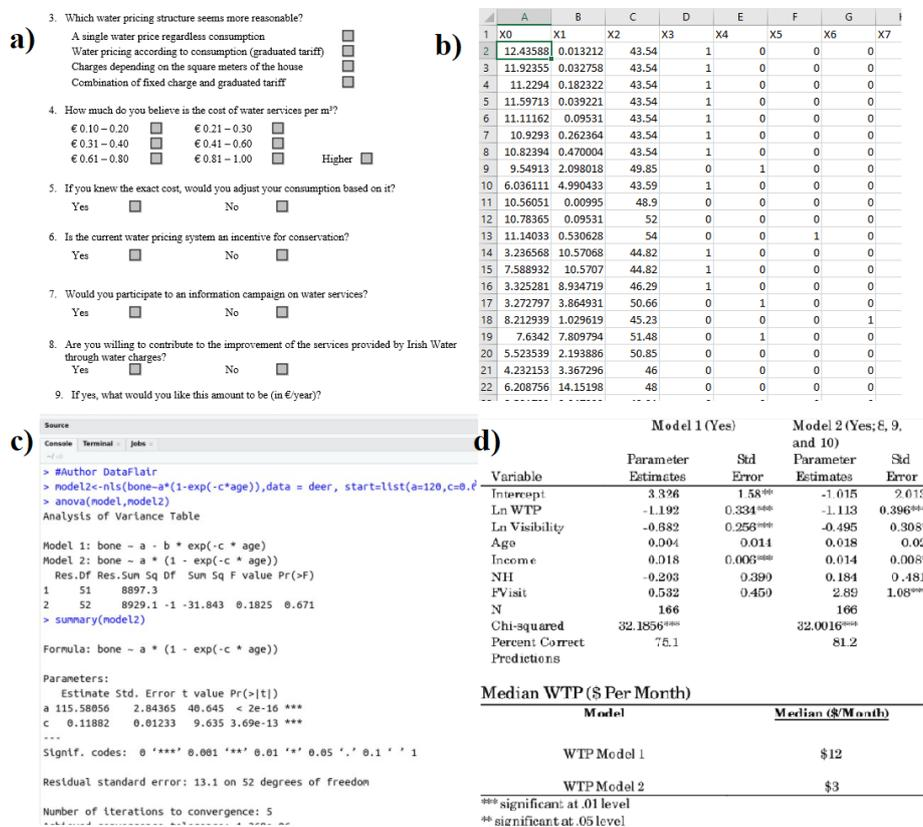 a)
3. Which water pricing structure seems more reasonable?
A single water price regardless consumption
Water pricing according to consumption (graduated tariff)
Charges depending on the square meters of the house
Combination of fixed charge and graduated tariff
4. How much do you believe is the cost of water services per m³?
€ 0.10 – 0.20 € 0.21 – 0.30
€ 0.31 – 0.40 € 0.41 – 0.60
€ 0.61 – 0.80 € 0.81 – 1.00 Higher
5. If you knew the exact cost, would you adjust your consumption based on it?
Yes No
6. Is the current water pricing system an incentive for conservation?
Yes No
7. Would you participate to an information campaign on water services?
Yes No
8. Are you willing to contribute to the improvement of the services provided by Irish Water
through water charges?
Yes No
9. If yes, what would you like this amount to be (in €/year)?
b)
A B C D E F G
1 X0 X1 X2 X3 X4 X5 X6 X7
2 12.43588 0.013212 43.54 1 0 0 0
3 11.92355 0.032758 43.54 1 0 0 0
4 11.2294 0.182322 43.54 1 0 0 0
5 11.59713 0.039221 43.54 1 0 0 0
6 11.11162 0.09531 43.54 1 0 0 0
7 10.9293 0.262364 43.54 1 0 0 0
8 10.82394 0.470004 43.54 1 0 0 0
9 9.54913 2.098018 49.85 0 1 0 0
10 6.036111 4.990433 43.59 1 0 0 0
11 10.56051 0.00995 48.9 0 0 0 0
12 10.78365 0.09531 52 0 0 0 0
13 11.14033 0.530628 54 0 0 1 0
14 3.236568 10.57068 44.82 1 0 0 0
15 7.588932 10.5707 44.82 1 0 0 0
16 3.325281 8.934719 46.29 1 0 0 0
17 3.272797 3.864931 50.66 0 1 0 0
18 8.212939 1.029619 45.23 0 0 0 1
19 7.6342 7.809794 51.48 0 1 0 0
20 5.523539 2.193886 50.85 0 0 0 0
21 4.232153 3.367296 46 0 0 0 0
22 6.208756 14.15198 48 0 0 0 0
c)
Source
Console Terminal × Jobs ×
~/
> #Author DataFlair
> model2<-nls(bone~a*(1-exp(-c*age)),data = deer, start=list(a=120,c=0.0
> anova(model,model2)
Analysis of Variance Table
Model 1: bone ~ a - b * exp(-c * age)
Model 2: bone ~ a * (1 - exp(-c * age))
Res.Df Res.Sum Sq Df Sum Sq F value Pr(>F)
1 51 8897.3
2 52 8929.1 -1 -31.843 0.1825 0.671
> summary(model2)
Formula: bone ~ a * (1 - exp(-c * age))
Parameters:
Estimate Std. Error t value Pr(>|t|)
a 115.58056 2.84365 40.645 < 2e-16 ***
c 0.11882 0.01233 9.635 3.69e-13 ***
---
Signif. codes: 0 ‘***’ 0.001 ‘**’ 0.01 ‘*’ 0.05 ‘.’ 0.1 ‘ ’ 1
Residual standard error: 13.1 on 52 degrees of freedom
Number of iterations to convergence: 5
d)
Model 1 (Yes) Model 2 (Yes; 8, 9,
and 10)
Parameter Std Parameter Std
Variable Estimates Error Estimates Error
Intercept 3.326 1.58** -1.015 2.013
Ln WTP -1.192 0.334*** -1.113 0.396***
Ln Visibility -0.682 0.256*** -0.495 0.308
Age 0.004 0.014 0.018 0.02
Income 0.018 0.006*** 0.014 0.008
NH -0.203 0.390 0.184 0.481
FVisit 0.532 0.450 2.89 1.08***
N 166 166
Chi-squared 32.1856*** 32.0016***
Percent Correct 75.1 81.2
Predictions
Median WTP ($ Per Month)
Model Median ($/Month)
WTP Model 1 $12
WTP Model 2 $3
*** significant at .01 level
** significant at .05 level